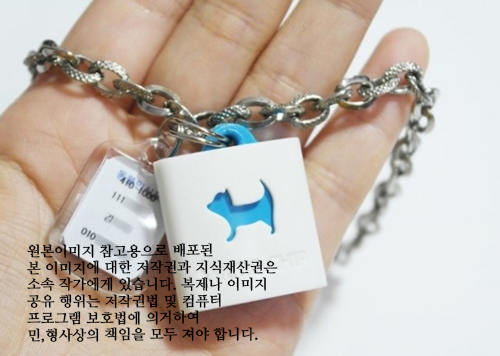 410-1000
111
010
원본이미지 참고용으로 배포된
본 이미지에 대한 저작권과 지식재산권은
소속 작가에게 있습니다. 복제나 이미지
공유 행위는 저작권법 및 컴퓨터
프로그램 보호법에 의거하여
민,형사상의 책임을 모두 져야 합니다.